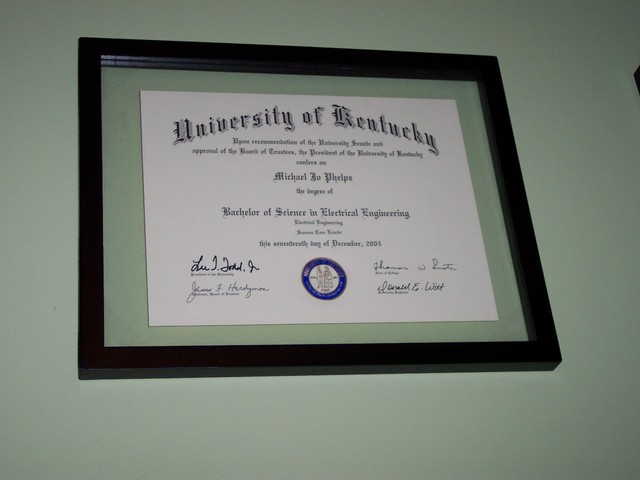 University of Kentucky
Upon recommendation of the University Senate and
approval of the Board of Trustees, the President of the University of Kentucky
confers on
Michael Jo Phelps
the degree of
Bachelor of Science in Electrical Engineering
Electrical Engineering
Summa Cum Laude
this seventeenth day of December, 2004
Lee T. Todd, Jr
President of the University
Thomas W.
Dean of College
James F. Hardymon
Chairman, Board of Trustees
Donald E. Witt
University Registrar